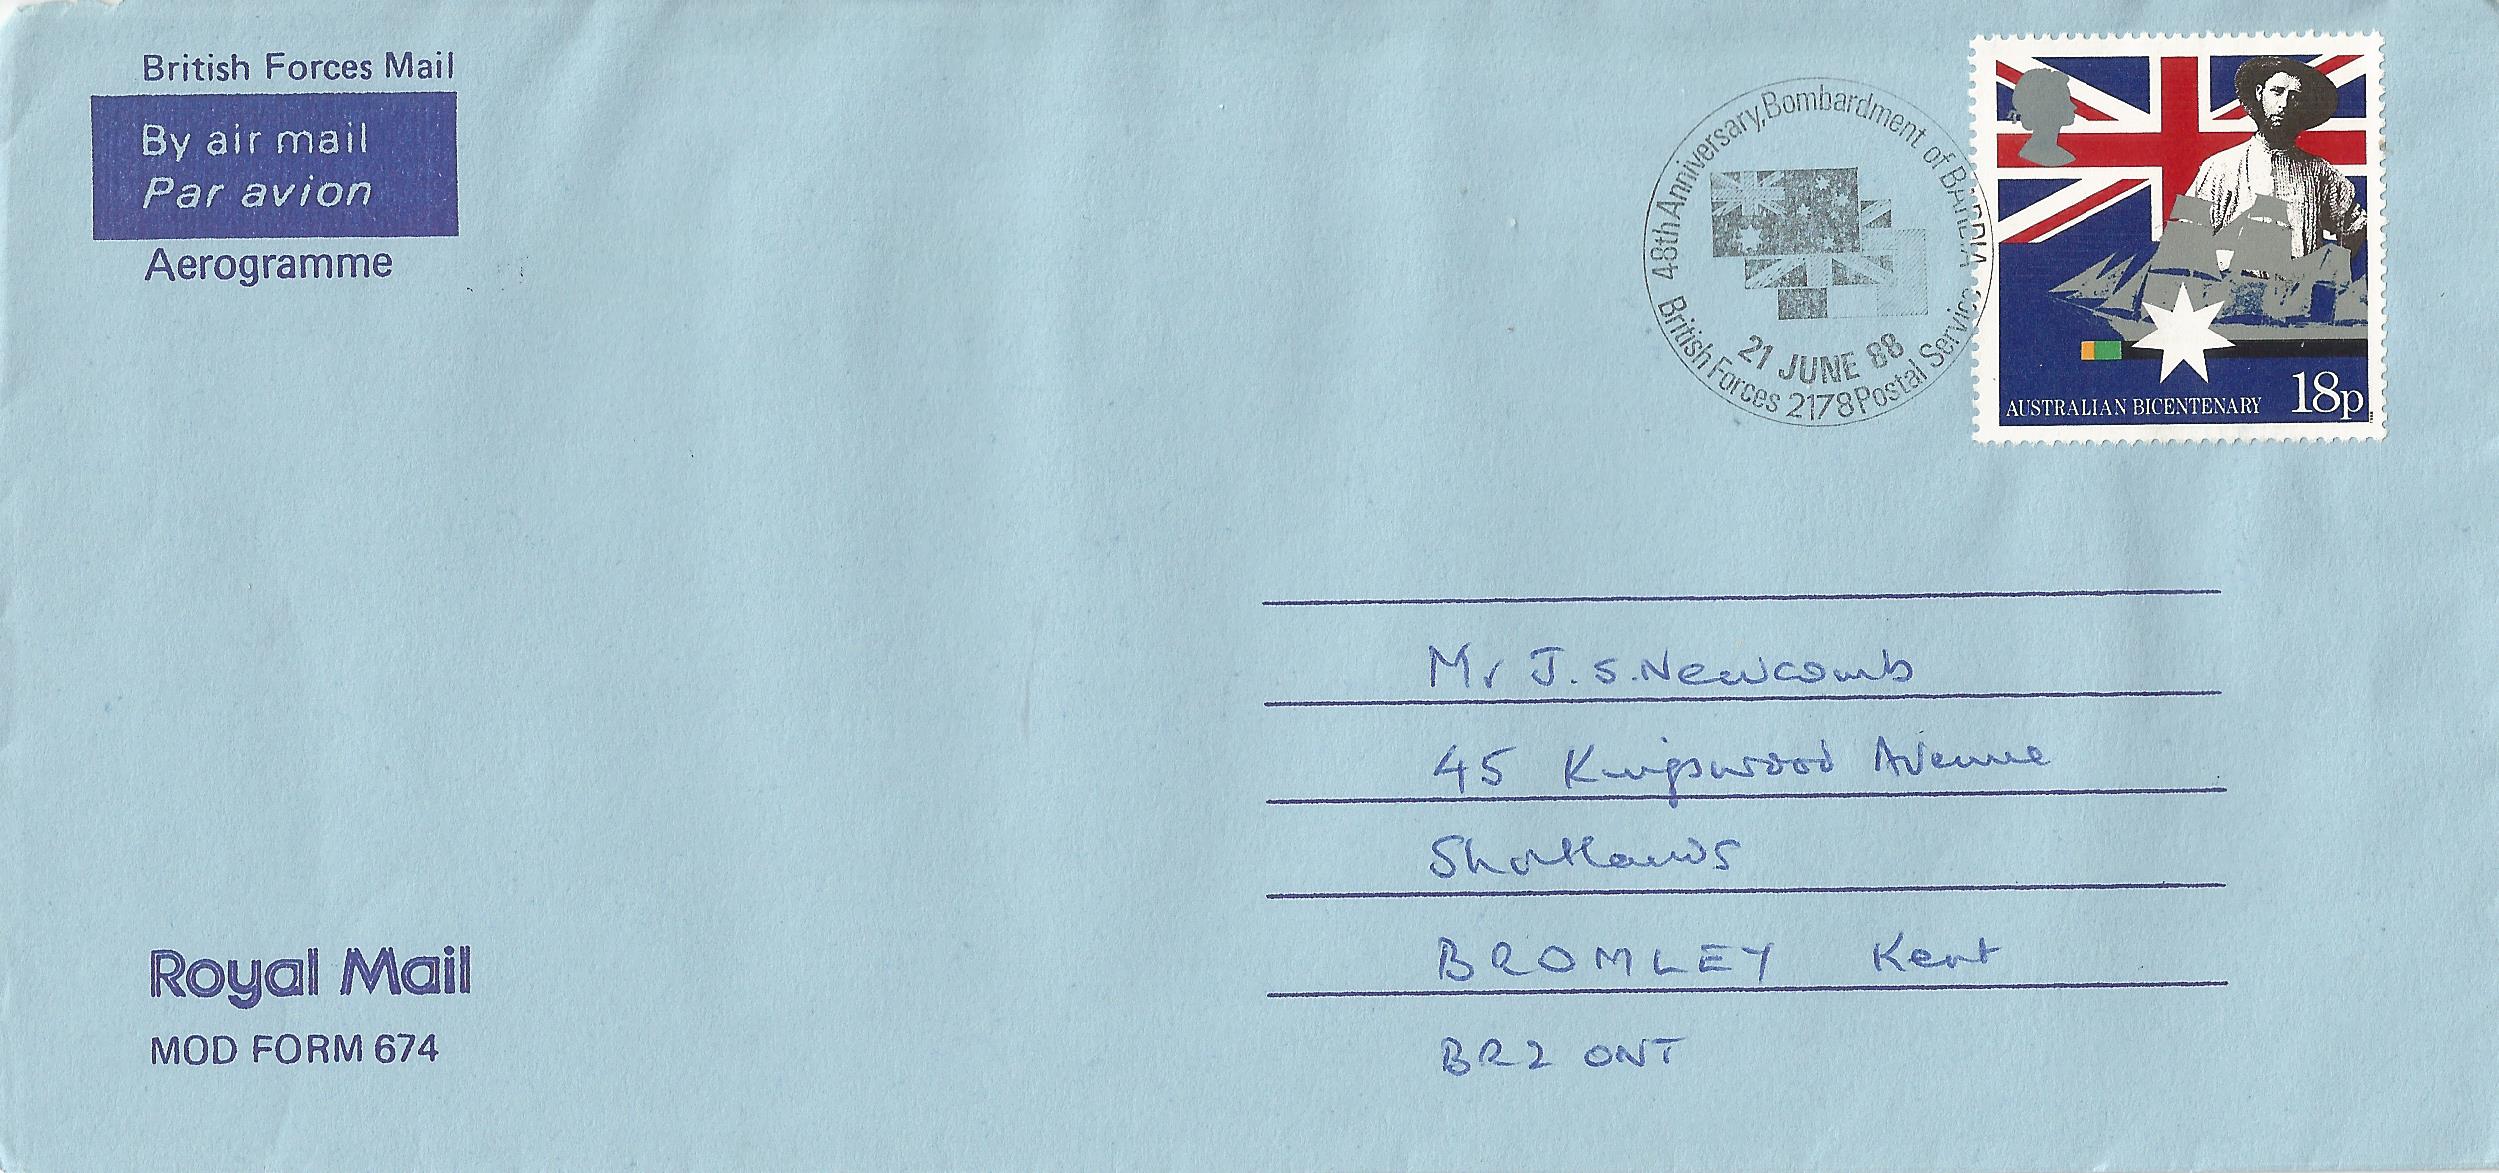 British Forces Mail
By air mail
Par avion
Aerogramme
48th Anniversary, Bombardment of BARDIA
21 JUNE 88
British Forces 2178 Postal Service
AUSTRALIAN BICENTENARY 18p
Mr J. S. Newcomb
45 Kingswood Avenue
Shortlands
BROMLEY Kent
BR2 0NT
Royal Mail
MOD FORM 674